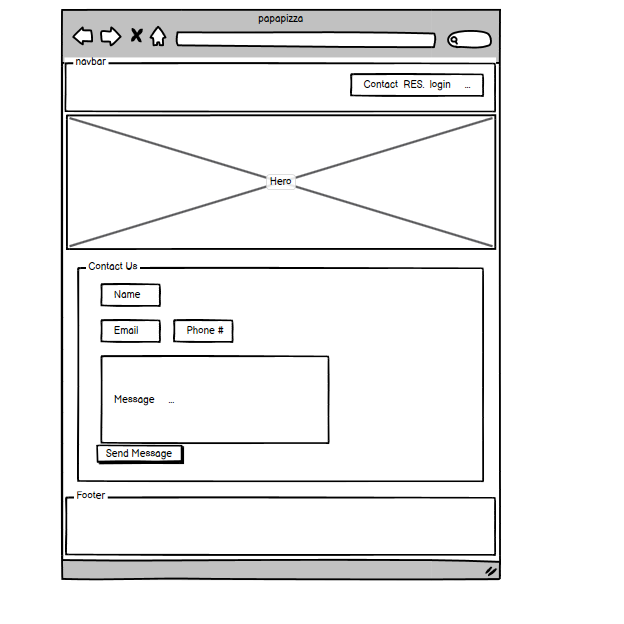 papapizza
navbar
Contact RES. login ...
Hero
Contact Us
Name
Email
Phone #
Message ...
Send Message
Footer